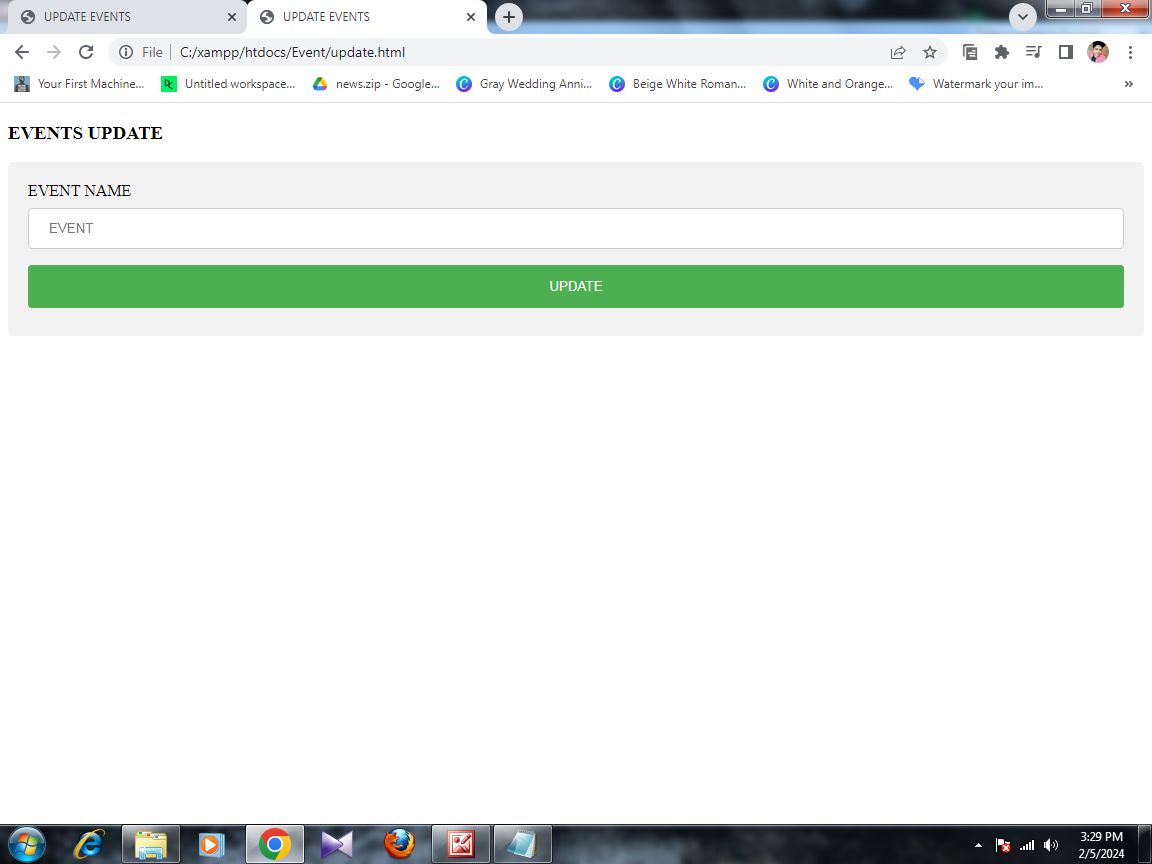 UPDATE EVENTS
UPDATE EVENTS
File C:/xampp/htdocs/Event/update.html
Your First Machine... Untitled workspace... news.zip - Google... Gray Wedding Anni... Beige White Roman... White and Orange... Watermark your im...
EVENTS UPDATE
EVENT NAME
EVENT
UPDATE
3:29 PM
2/5/2024